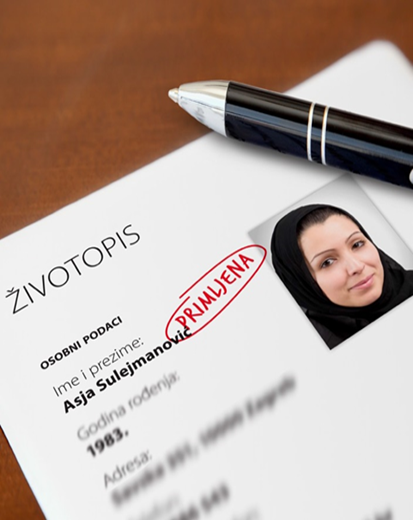 ŽIVOTOPIS
PRIMLJENA
OSOBNI PODACI
Ime i prezime:
Asja Sulejmanović
Godina rođenja:
1983.
Adresa: